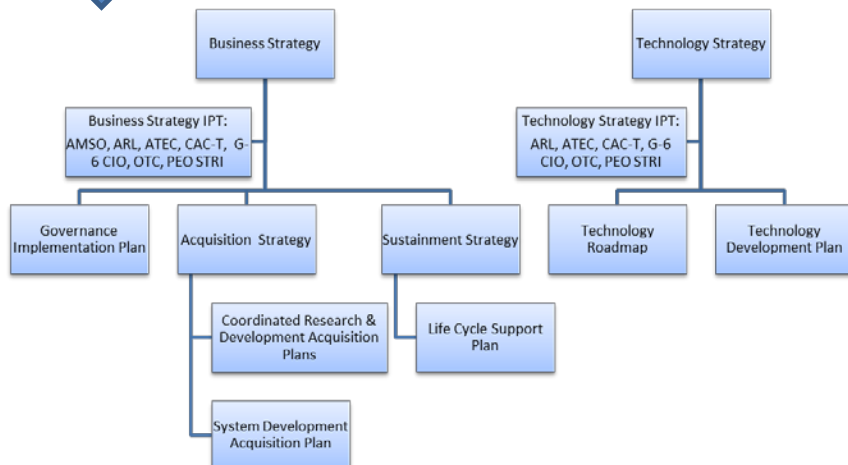 Business Strategy
Technology Strategy
Business Strategy IPT:
AMSO, ARL, ATEC, CAC-T, G-
6 CIO, OTC, PEO STRI
Technology Strategy IPT:
ARL, ATEC, CAC-T, G-6
CIO, OTC, PEO STRI
Governance
Implementation Plan
Acquisition Strategy
Sustainment Strategy
Technology
Roadmap
Technology
Development Plan
Coordinated Research &
Development Acquisition
Plans
Life Cycle Support
Plan
System Development
Acquisition Plan